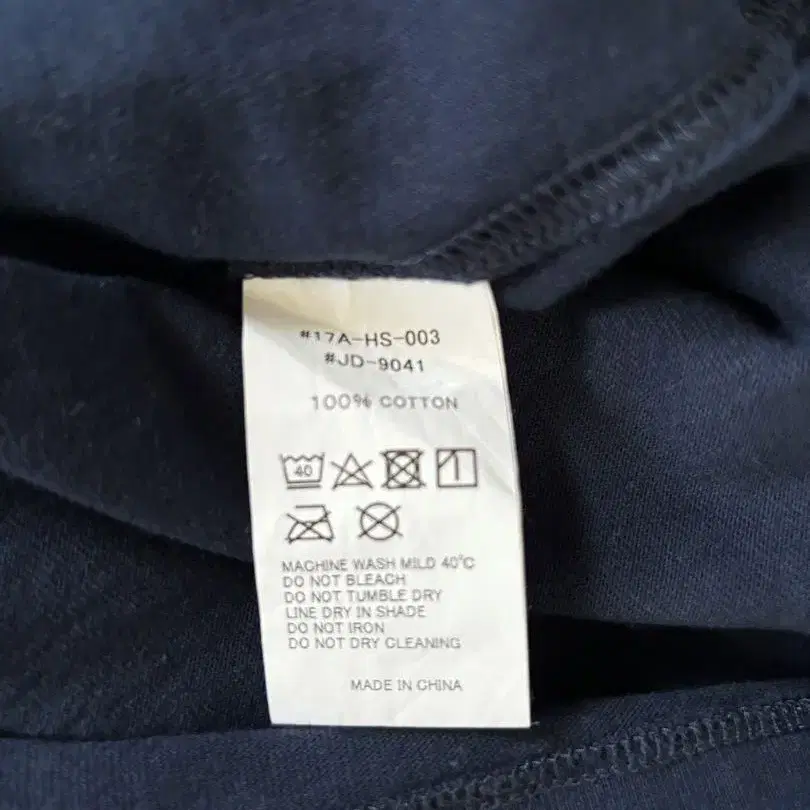 #17A-HS-003
#JD-9041
100% COTTON
40
MACHINE WASH MILD 40℃
DO NOT BLEACH
DO NOT TUMBLE DRY
LINE DRY IN SHADE
DO NOT IRON
DO NOT DRY CLEANING
MADE IN CHINA